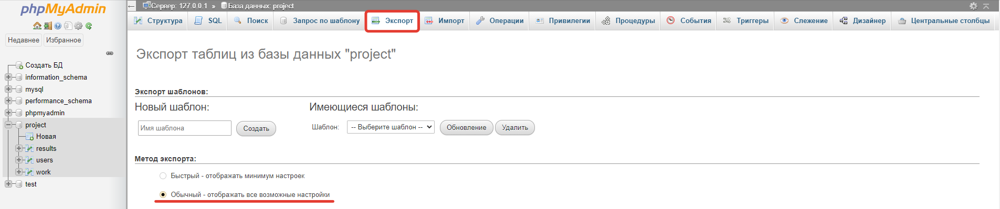 phpMyAdmin
Недавнее Избранное
Создать БД
information_schema
mysql
performance_schema
phpmyadmin
project
Новая
results
users
work
test
Сервер: 127.0.0.1 » База данных: project
Структура SQL Поиск Запрос по шаблону Экспорт Импорт Операции Привилегии Процедуры События Триггеры Слежение Дизайнер Центральные столбцы
Экспорт таблиц из базы данных "project"
Экспорт шаблонов:
Новый шаблон: Имеющиеся шаблоны:
Имя шаблона Создать Шаблон: -- Выберите шаблон -- Обновление Удалить
Метод экспорта:
Быстрый - отображать минимум настроек
Обычный - отображать все возможные настройки